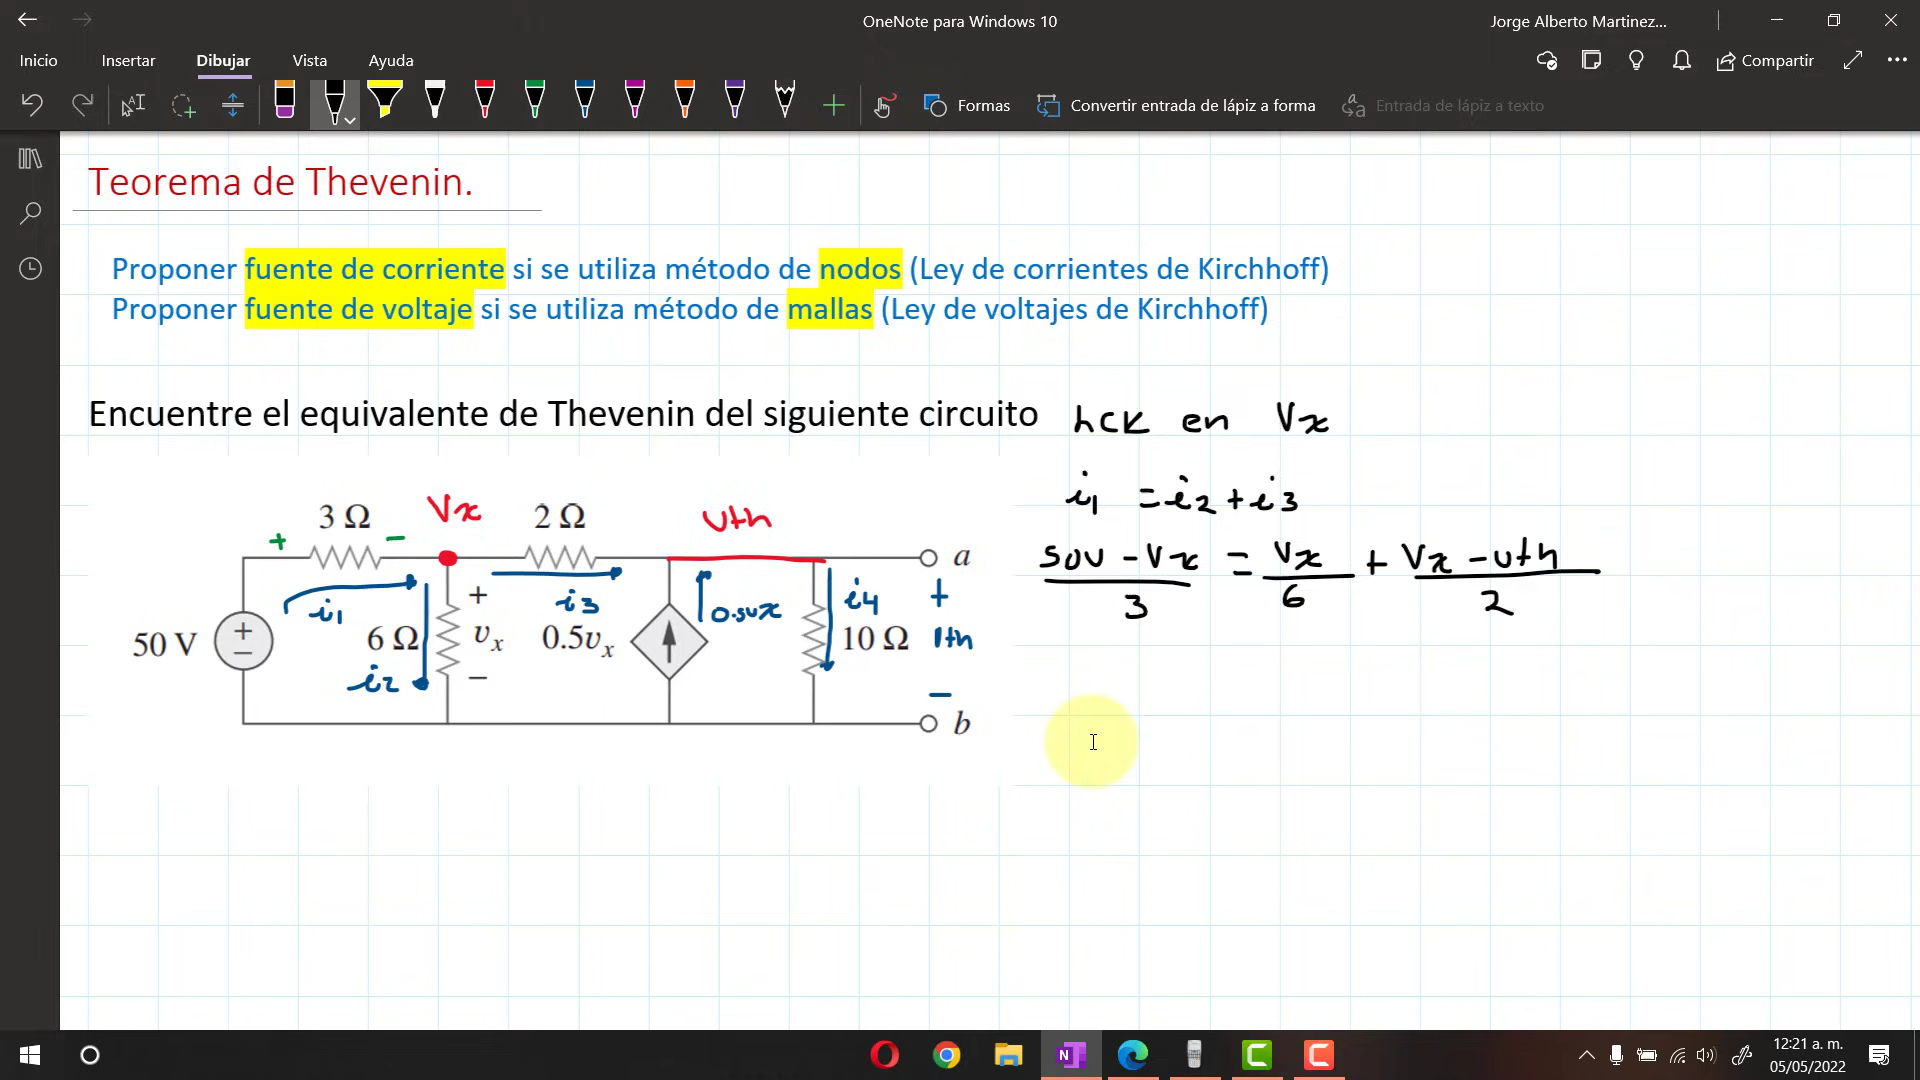 OneNote para Windows 10
Jorge Alberto Martinez...
Inicio
Insertar
Dibujar
Vista
Ayuda
Compartir
Formas
Convertir entrada de lápiz a forma
Entrada de lápiz a texto
Teorema de Thevenin.
Proponer fuente de corriente si se utiliza método de nodos (Ley de corrientes de Kirchhoff)
Proponer fuente de voltaje si se utiliza método de mallas (Ley de voltajes de Kirchhoff)
Encuentre el equivalente de Thevenin del siguiente circuito
LCK en Vx
i1 = i2 + i3
50V - Vx / 3 = Vx / 6 + Vx - Vth / 2
3 Ω
Vx
2 Ω
Vth
+ −
a
i1
+
i3
0.5Vx
i4
+
50 V
+ −
6 Ω
vx
0.5vx
10 Ω
Vth
i2
−
−
b
N
12:21 a. m.
05/05/2022